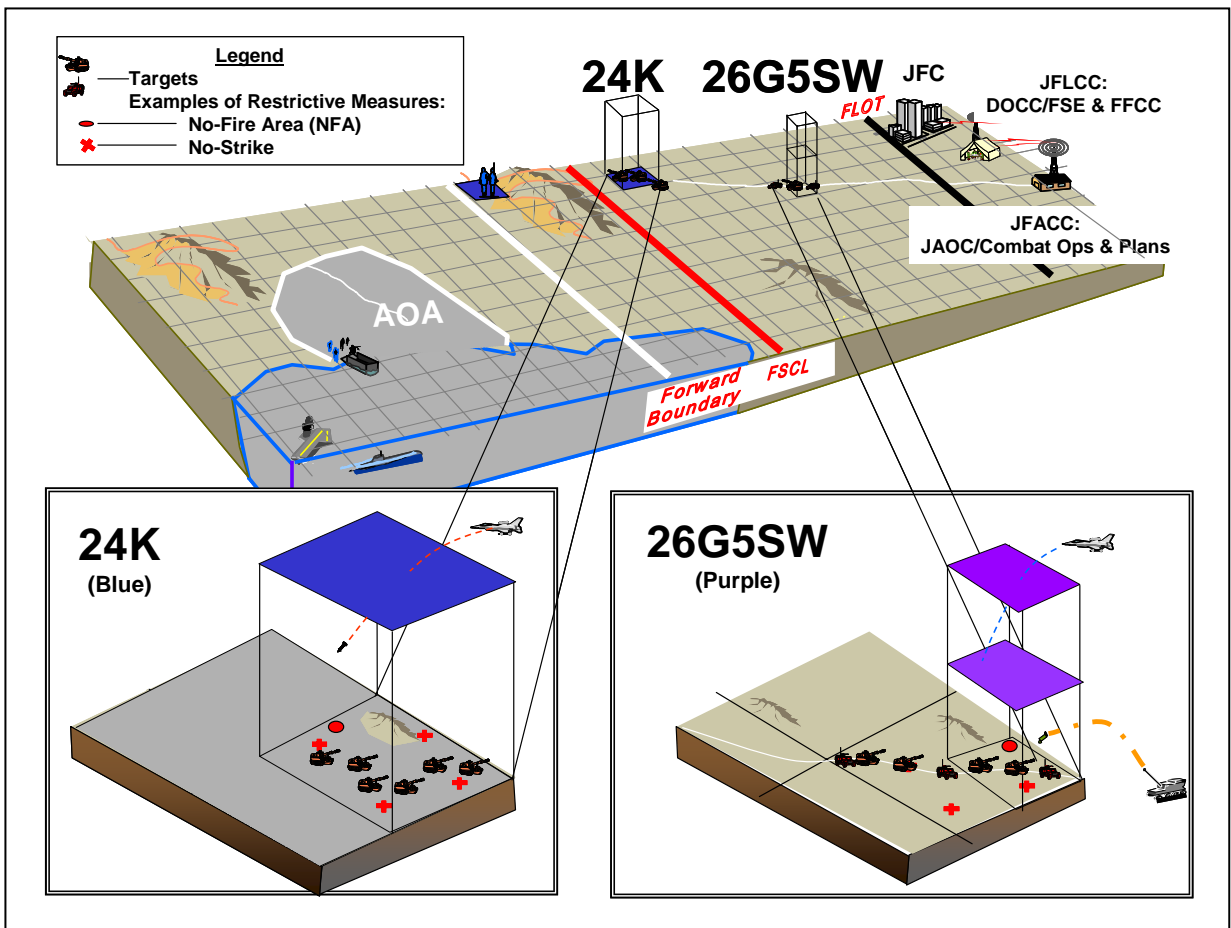 Legend
Targets
Examples of Restrictive Measures:
No-Fire Area (NFA)
No-Strike
24K
26G5SW
JFC
FLOT
JFLCC:
DOCC/FSE & FFCC
JFACC:
JAOC/Combat Ops & Plans
AOA
Forward
Boundary
FSCL
24K
(Blue)
26G5SW
(Purple)